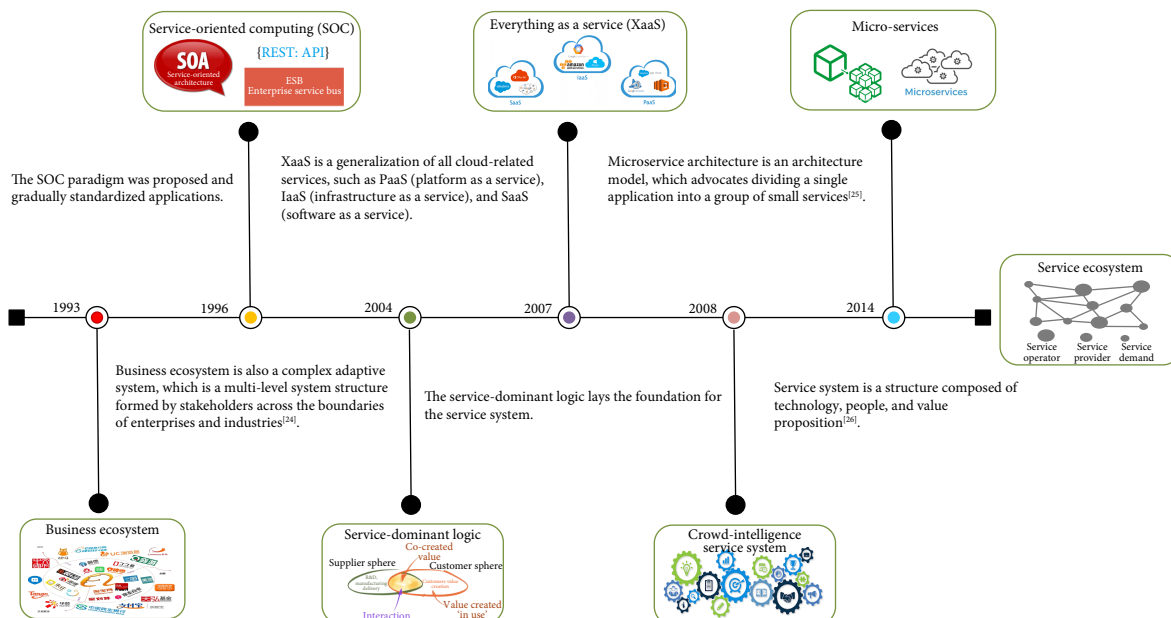 Service-oriented computing (SOC)
SOA
Service-oriented
architecture
{REST: API}
ESB
Enterprise service bus
Everything as a service (XaaS)
amazon
IaaS
SaaS
PaaS
Micro-services
Microservices
The SOC paradigm was proposed and
gradually standardized applications.
XaaS is a generalization of all cloud-related
services, such as PaaS (platform as a service),
IaaS (infrastructure as a service), and SaaS
(software as a service).
Microservice architecture is an architecture
model, which advocates dividing a single
application into a group of small services[25].
1993
1996
2004
2007
2008
2014
Service ecosystem
Service
operator
Service
provider
Service
demand
Business ecosystem is also a complex adaptive
system, which is a multi-level system structure
formed by stakeholders across the boundaries
of enterprises and industries[24].
The service-dominant logic lays the foundation for
the service system.
Service system is a structure composed of
technology, people, and value
proposition[26].
Business ecosystem
Service-dominant logic
Co-created
value
Supplier sphere
Customer sphere
R&D,
manufacturing
delivery
Customers value
creation
Interaction
Value created
'in use'
Crowd-intelligence
service system